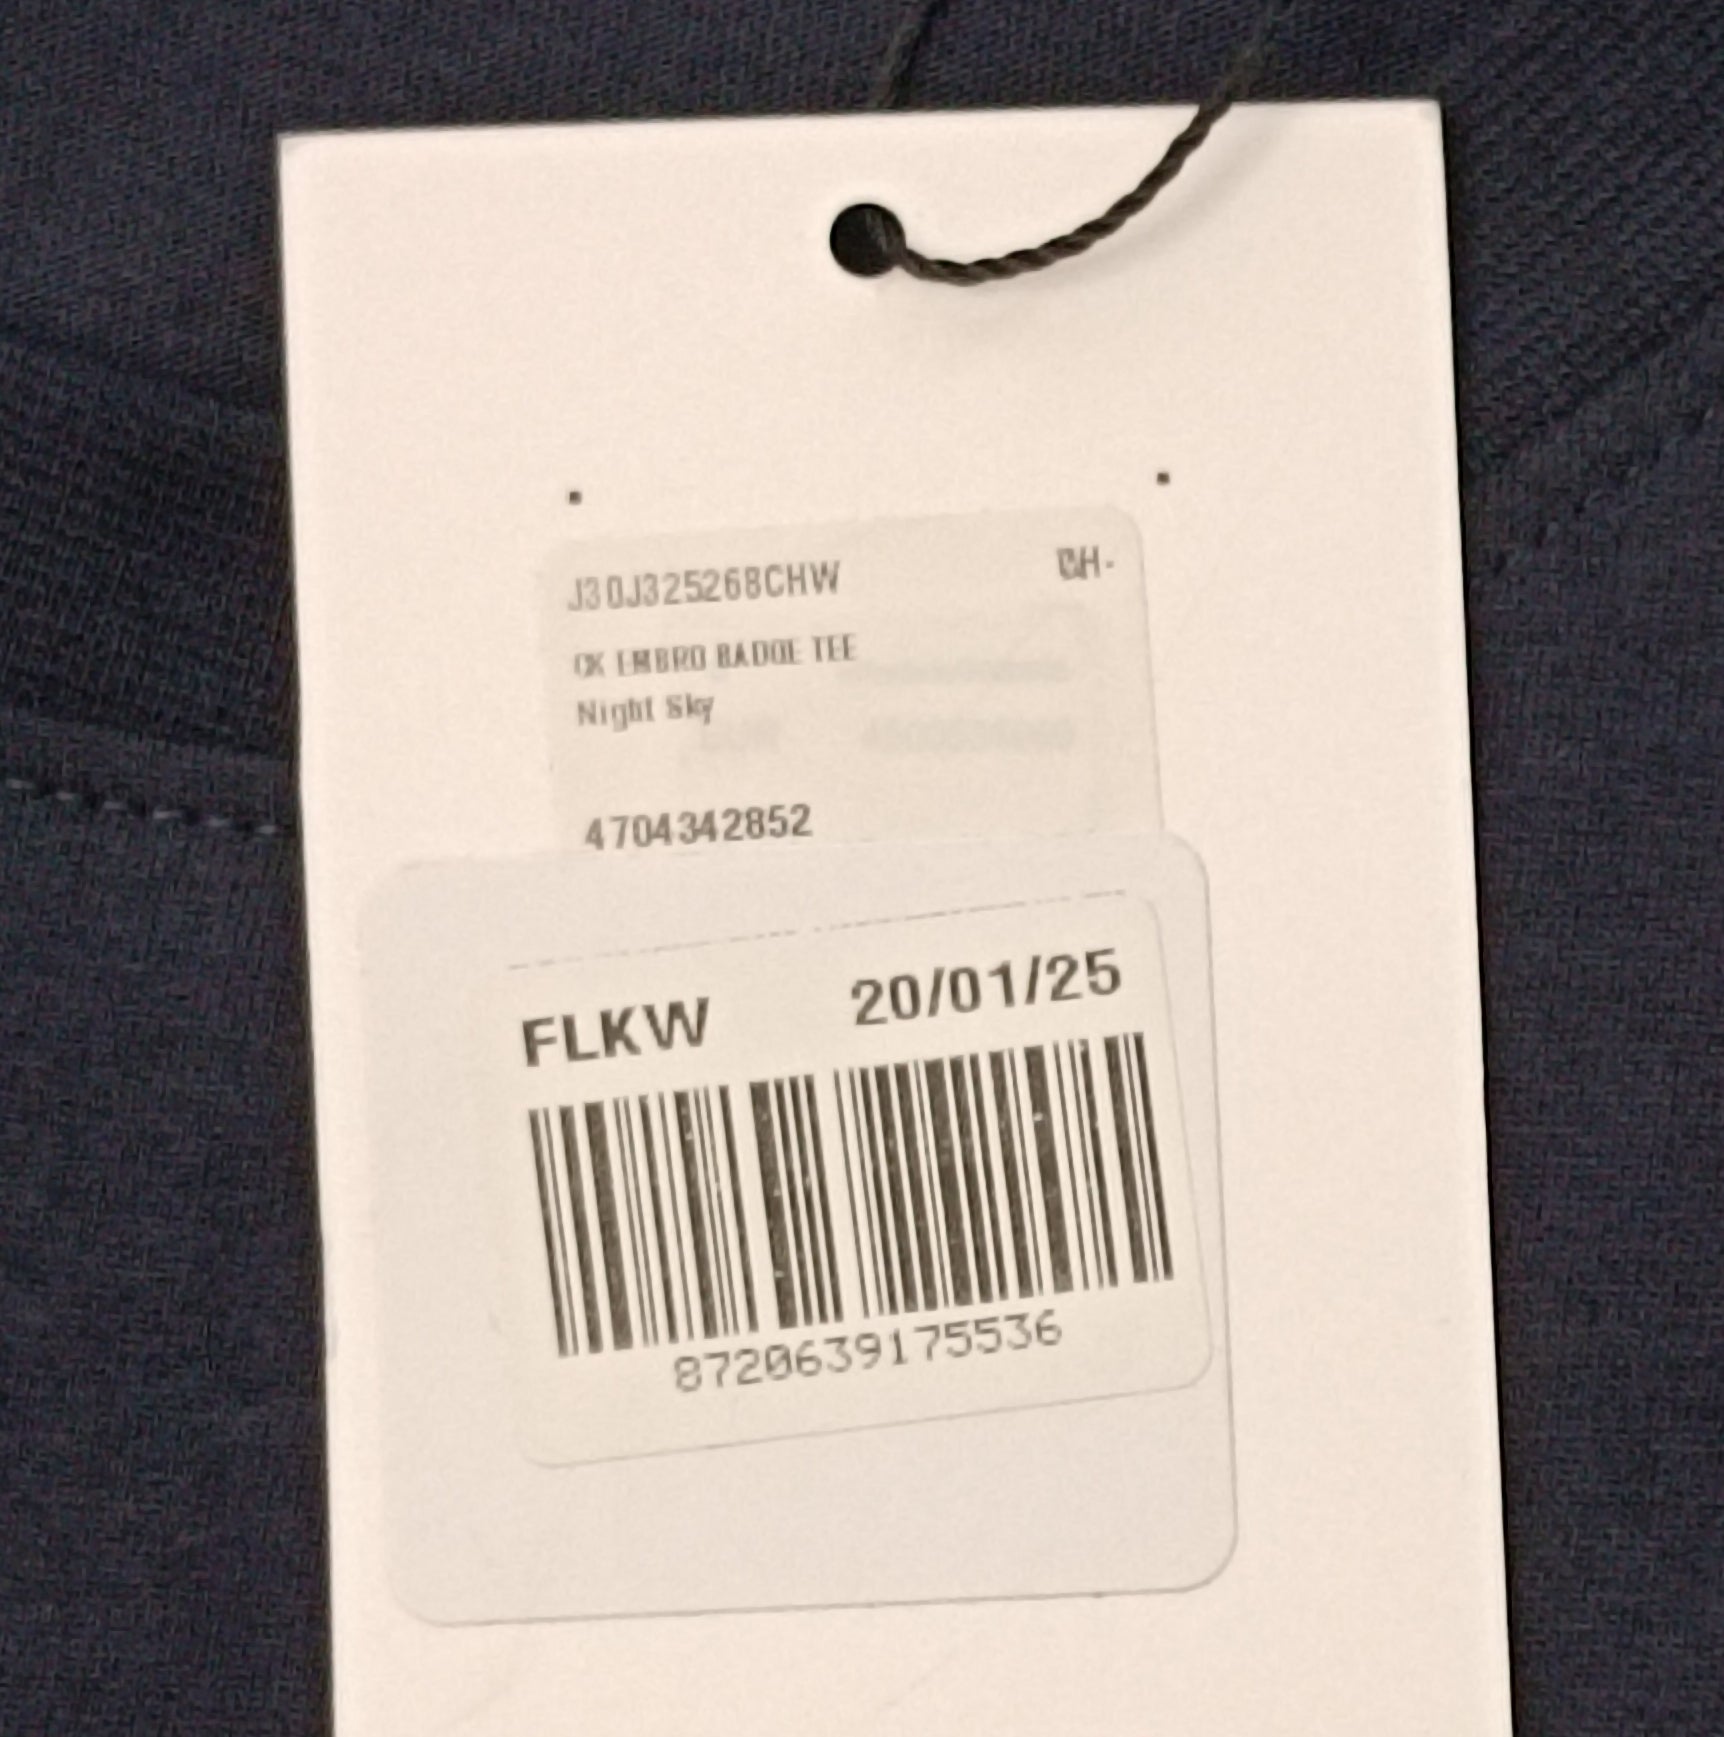 J30J325268CHW
CK EMBRO BADGE TEE
Night Sky
4704342852
FLKW 20/01/25
8720639175536